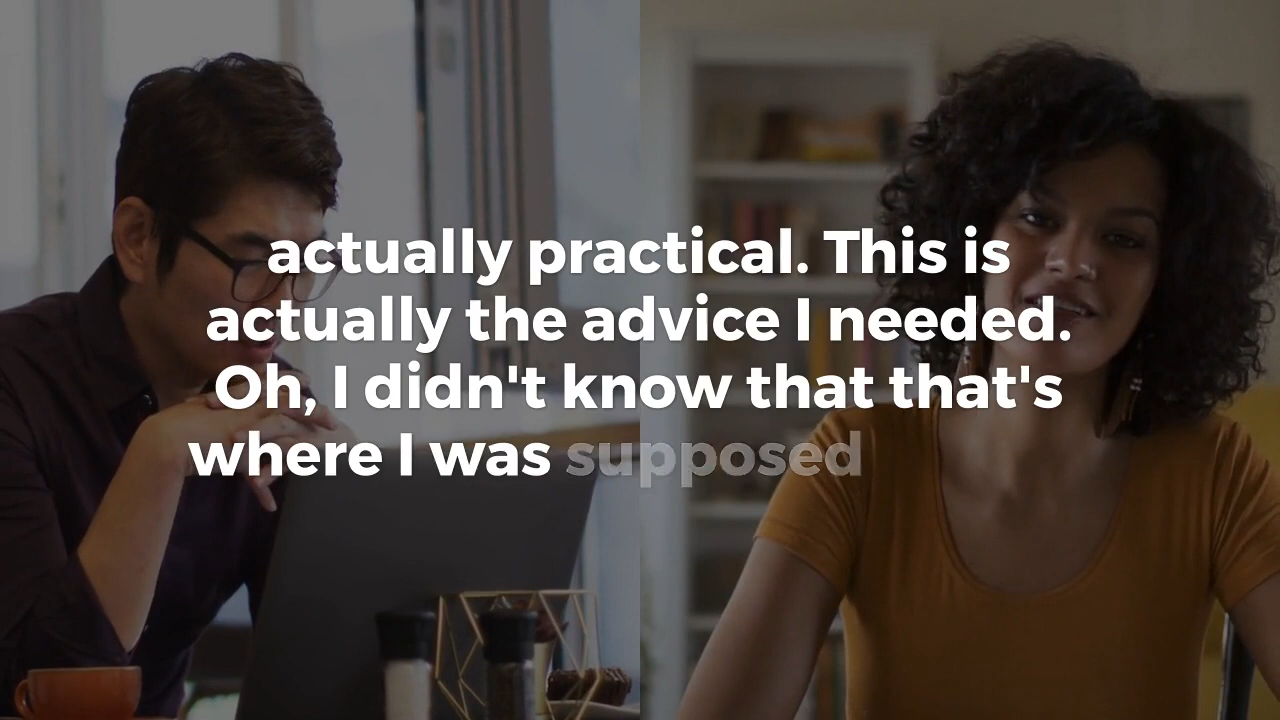 actually practical. This is
actually the advice I needed.
Oh, I didn't know that that's
where I was supposed